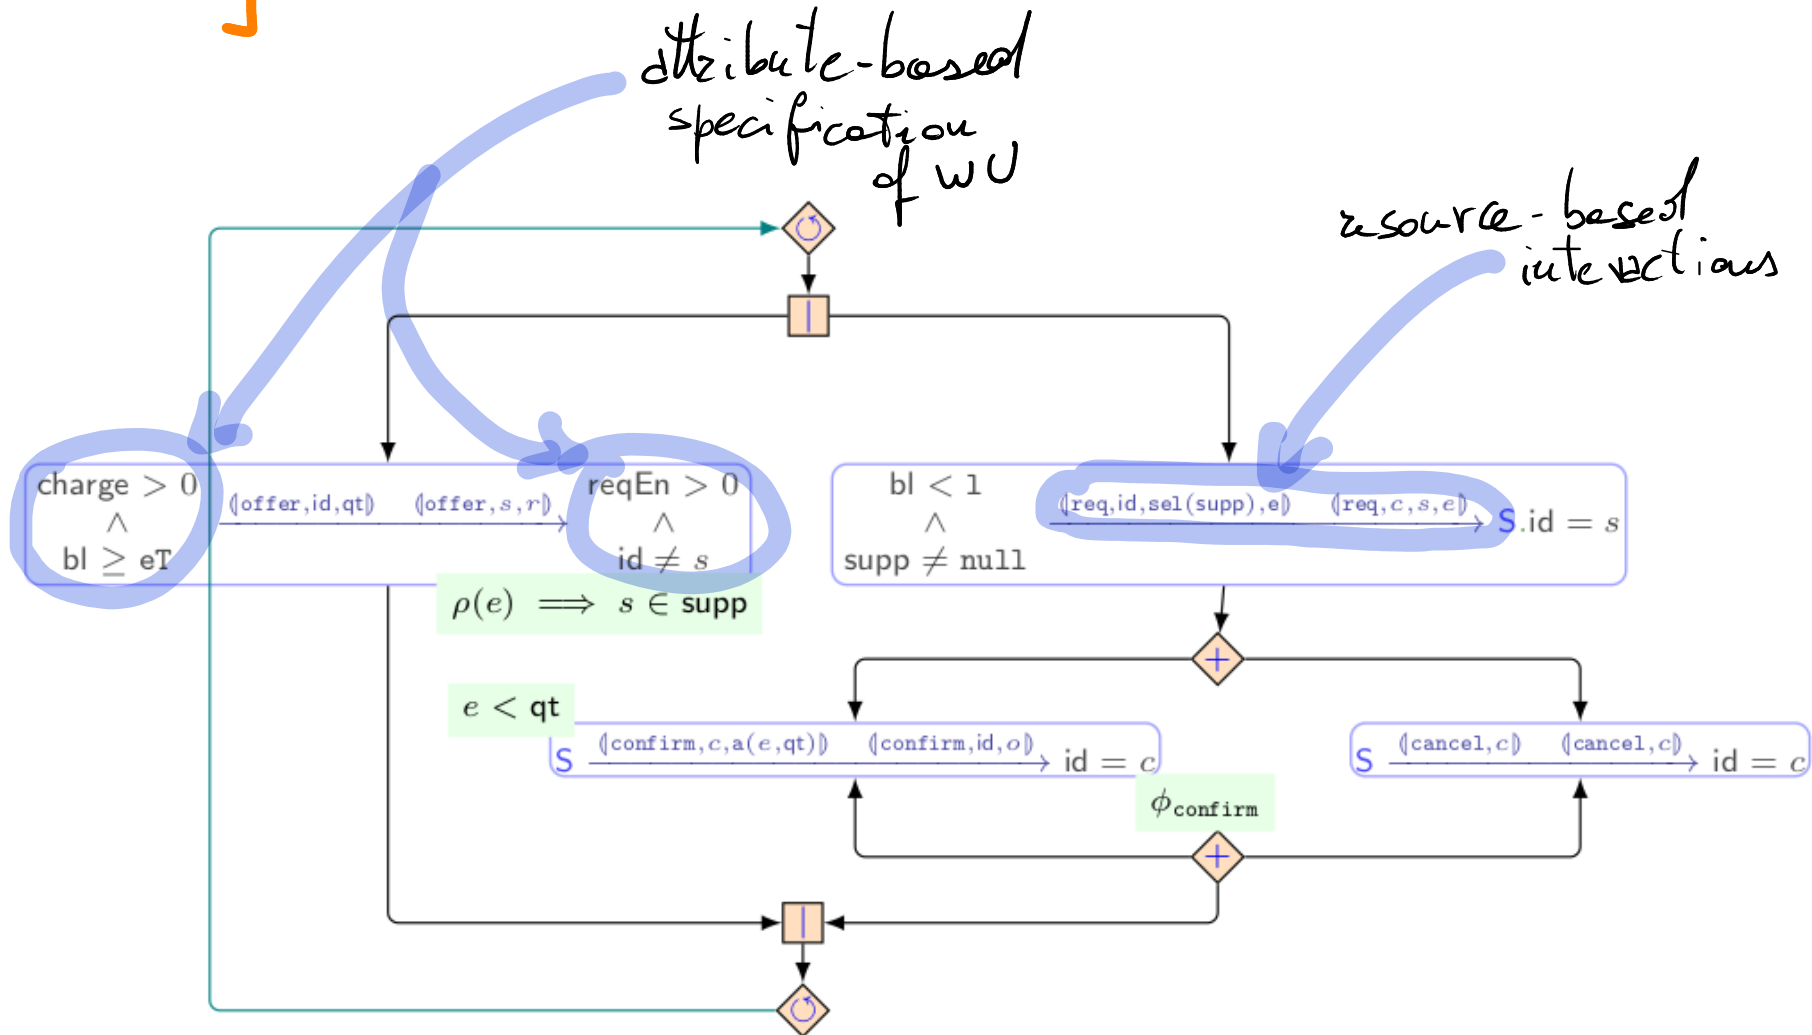 attribute-based
specification
of WU
resource-based
interactions
|
charge > 0
∧
bl ≥ eT
⦇offer,id,qt⦈ ⦇offer,s,r⦈
reqEn > 0
∧
id ≠ s
bl < 1
∧
supp ≠ null
⦇req,id,sel(supp),e⦈ ⦇req,c,s,e⦈
S.id = s
ρ(e) ⟹ s ∈ supp
+
e < qt
S ⦇confirm,c,a(e,qt)⦈ ⦇confirm,id,o⦈ id = c
S ⦇cancel,c⦈ ⦇cancel,c⦈ id = c
ϕconfirm
+
|